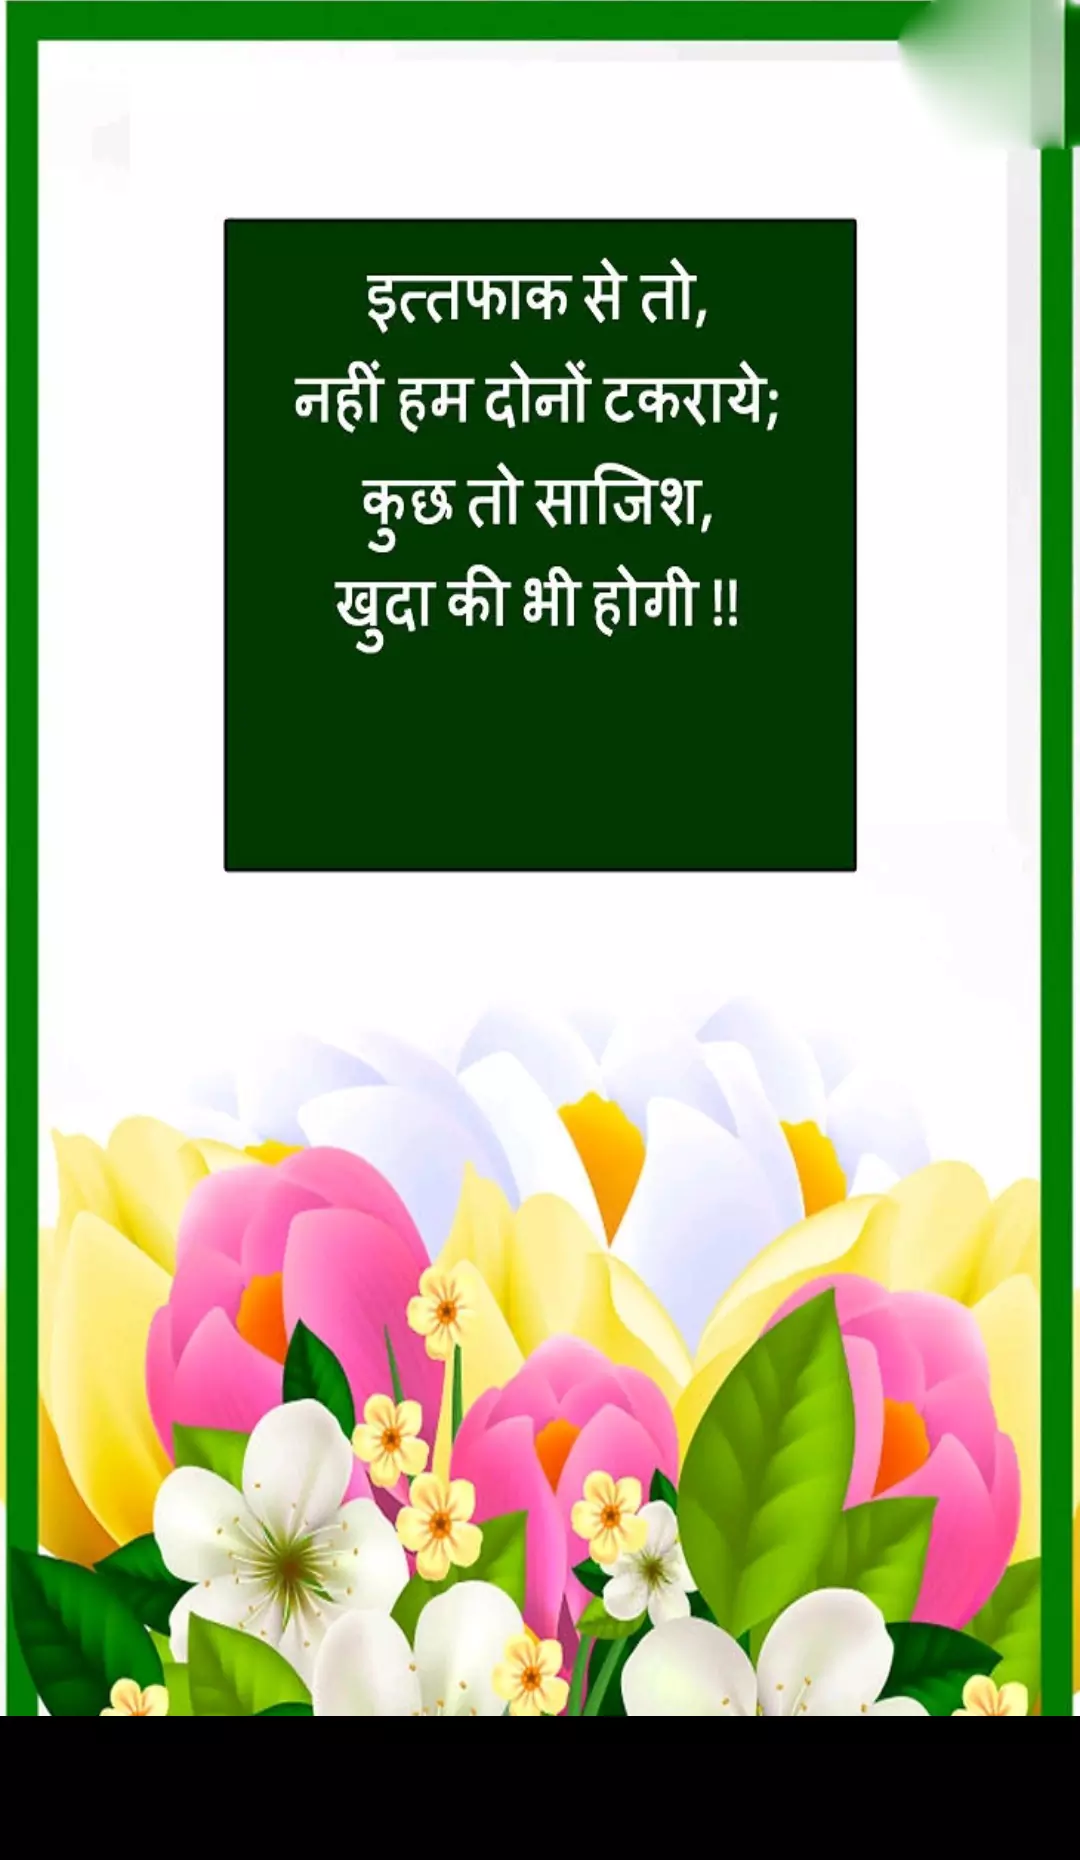 इत्तफाक से तो,
नहीं हम दोनों टकराये;
कुछ तो साजिश,
खुदा की भी होगी !!